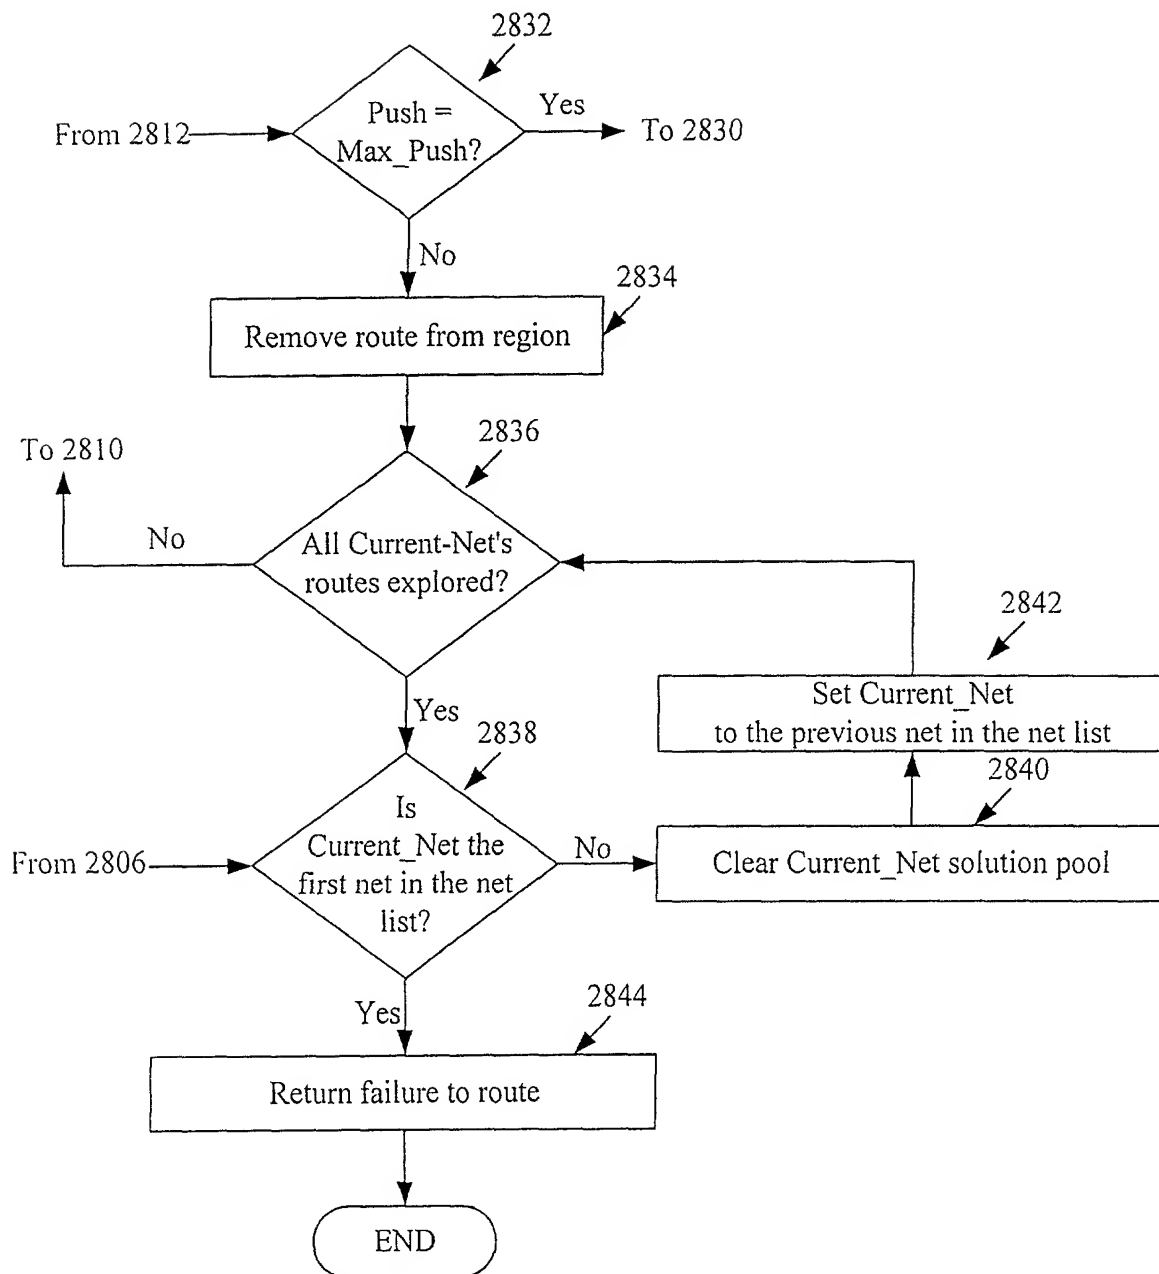 2832
Push =
Max_Push?
Yes
From 2812
To 2830
No
2834
Remove route from region
2836
To 2810
No
All Current-Net's
routes explored?
2842
Set Current_Net
to the previous net in the net list
Yes
2838
2840
Is
Current_Net the
first net in the net
list?
From 2806
No
Clear Current_Net solution pool
Yes
2844
Return failure to route
END